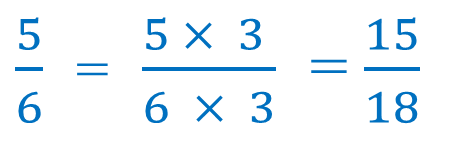 5/6 = (5 × 3)/(6 × 3) = 15/18